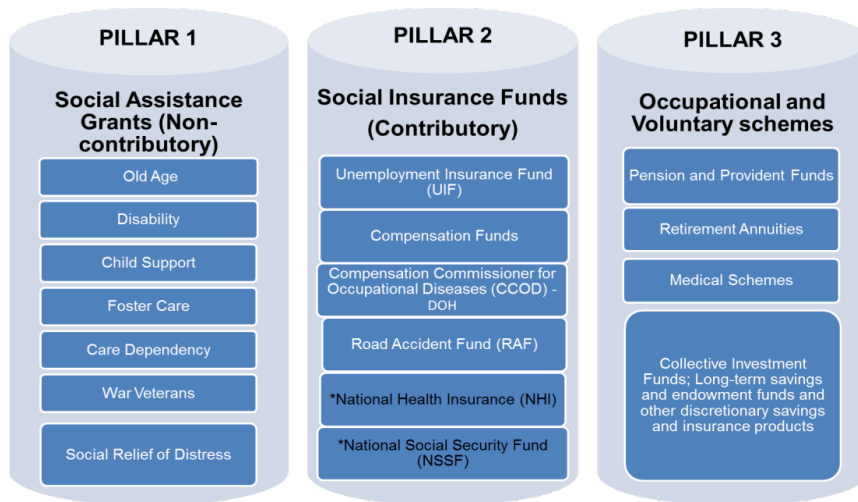 PILLAR 1
Social Assistance
Grants (Non-
contributory)
Old Age
Disability
Child Support
Foster Care
Care Dependency
War Veterans
Social Relief of Distress
PILLAR 2
Social Insurance Funds
(Contributory)
Unemployment Insurance Fund
(UIF)
Compensation Funds
Compensation Commissioner for
Occupational Diseases (CCOD) -
DOH
Road Accident Fund (RAF)
*National Health Insurance (NHI)
*National Social Security Fund
(NSSF)
PILLAR 3
Occupational and
Voluntary schemes
Pension and Provident Funds
Retirement Annuities
Medical Schemes
Collective Investment
Funds; Long-term savings
and endowment funds and
other discretionary savings
and insurance products